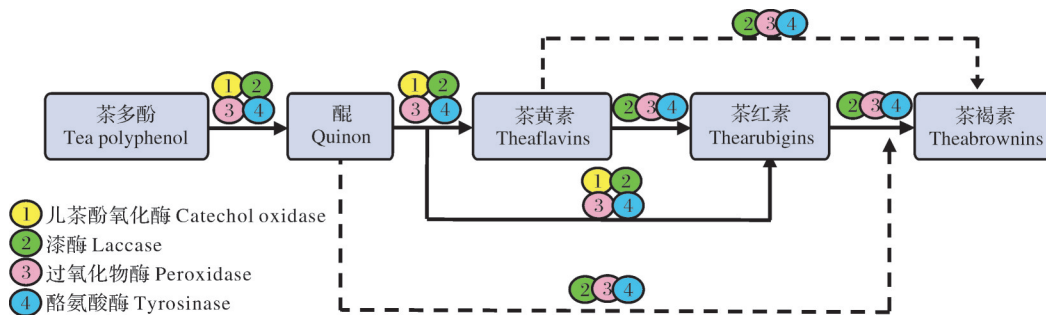 2 3 4
1 2
3 4
1 2
3 4
茶多酚
Tea polyphenol
醌
Quinon
茶黄素
Theaflavins
2 3 4
茶红素
Thearubigins
2 3 4
茶褐素
Theabrownins
1 2
3 4
1 儿茶酚氧化酶 Catechol oxidase
2 漆酶 Laccase
3 过氧化物酶 Peroxidase
4 酪氨酸酶 Tyrosinase
2 3 4